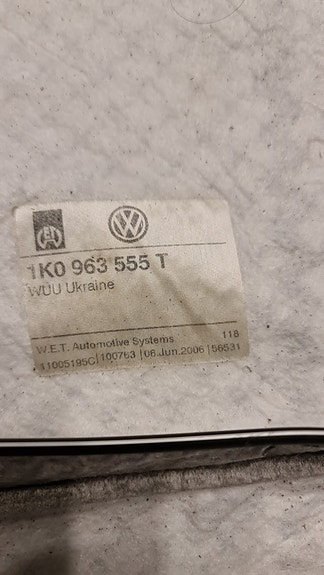 1K0 963 555 T
WUU Ukraine
W.E.T. Automotive Systems 118
11005195C|100763|06.Jun.2006|56531